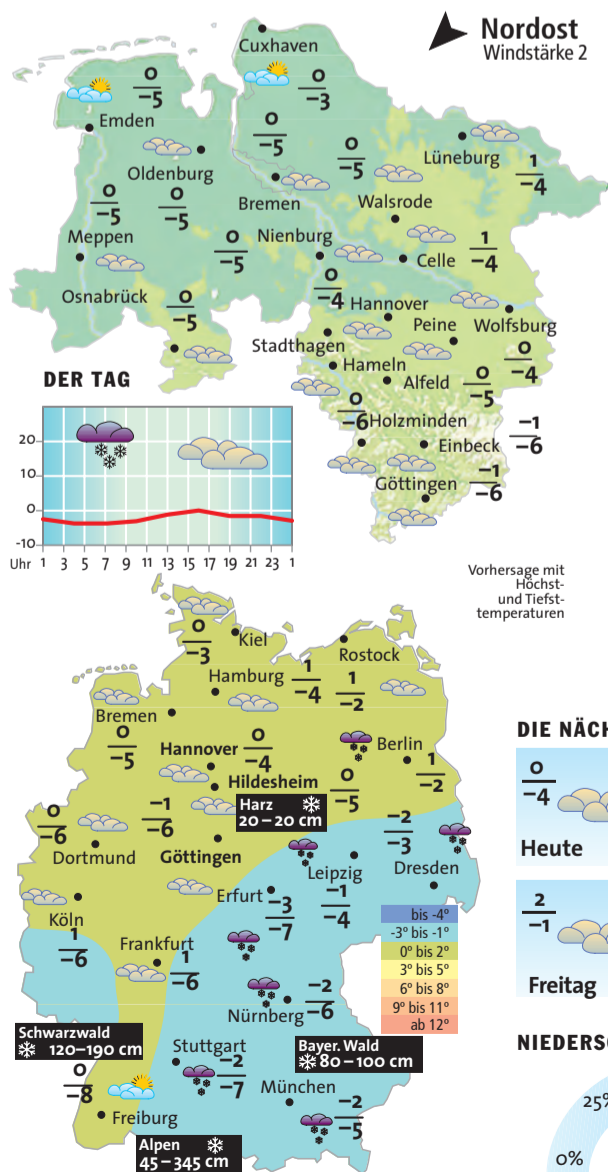 Nordost
Windstärke 2
Cuxhaven
0
-5
0
-3
Emden
0
-5
0
-5
Lüneburg
1
-4
Oldenburg
Bremen
Walsrode
0
-5
0
-5
Meppen
0
-5
Nienburg
Celle
1
-4
Osnabrück
0
-5
0
-4
Hannover
Peine
Wolfsburg
0
-4
Stadthagen
Hameln
Alfeld
0
-5
0
-6
Holzminden
Einbeck
-1
-6
Göttingen
-1
-6
DER TAG
20
10
0
-10
Uhr 1 3 5 7 9 11 13 15 17 19 21 23 1
Vorhersage mit
Höchst-
und Tiefst-
temperaturen
0
-3
Kiel
Rostock
Hamburg
1
-4
1
-2
Bremen
0
-5
Hannover
0
-4
Berlin
1
-2
Hildesheim
0
-5
Harz
20–20 cm
0
-6
-1
-6
Dortmund
Göttingen
-2
-3
Leipzig
Dresden
Erfurt
-1
-4
-3
-7
Köln
1
-6
Frankfurt
1
-6
bis -4°
-3° bis -1°
0° bis 2°
3° bis 5°
6° bis 8°
9° bis 11°
ab 12°
Nürnberg
-2
-6
Schwarzwald
120–190 cm
Stuttgart
-2
-7
Bayer. Wald
80–100 cm
0
-8
Freiburg
München
-2
-5
Alpen
45–345 cm
DIE NÄCH
0
-4
Heute
2
-1
Freitag
NIEDERSC
25%
0%